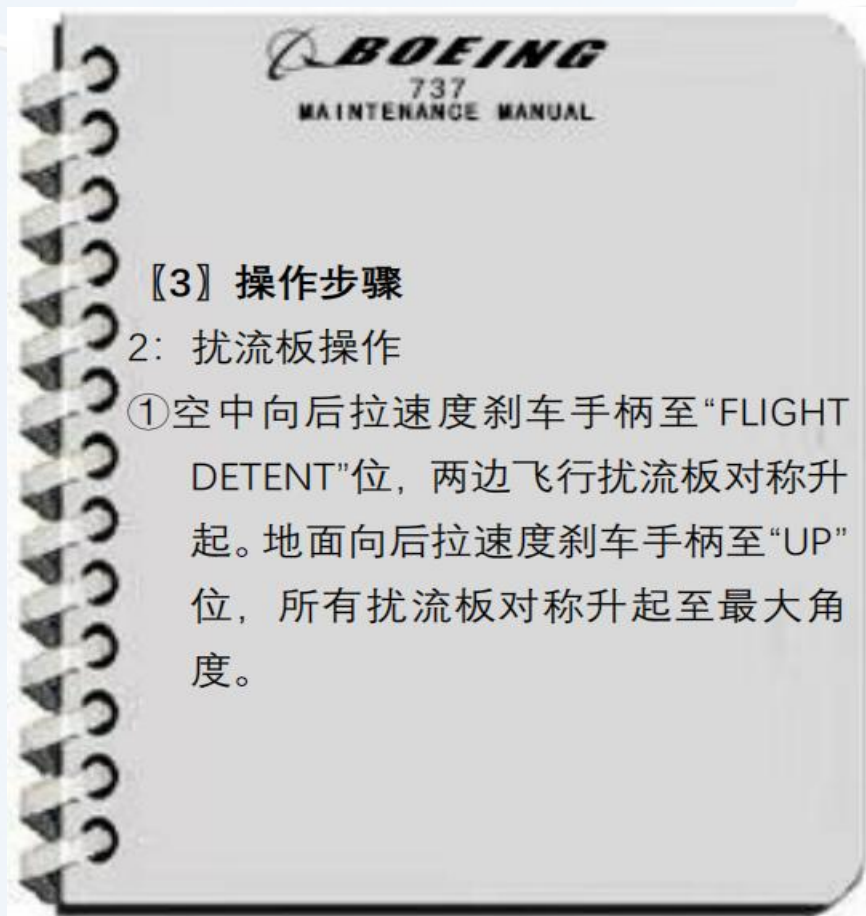 BOEING
737
MAINTENANCE MANUAL
〖3〗操作步骤
2：扰流板操作
①空中向后拉速度刹车手柄至“FLIGHT
DETENT”位，两边飞行扰流板对称升
起。地面向后拉速度刹车手柄至“UP”
位，所有扰流板对称升起至最大角
度。